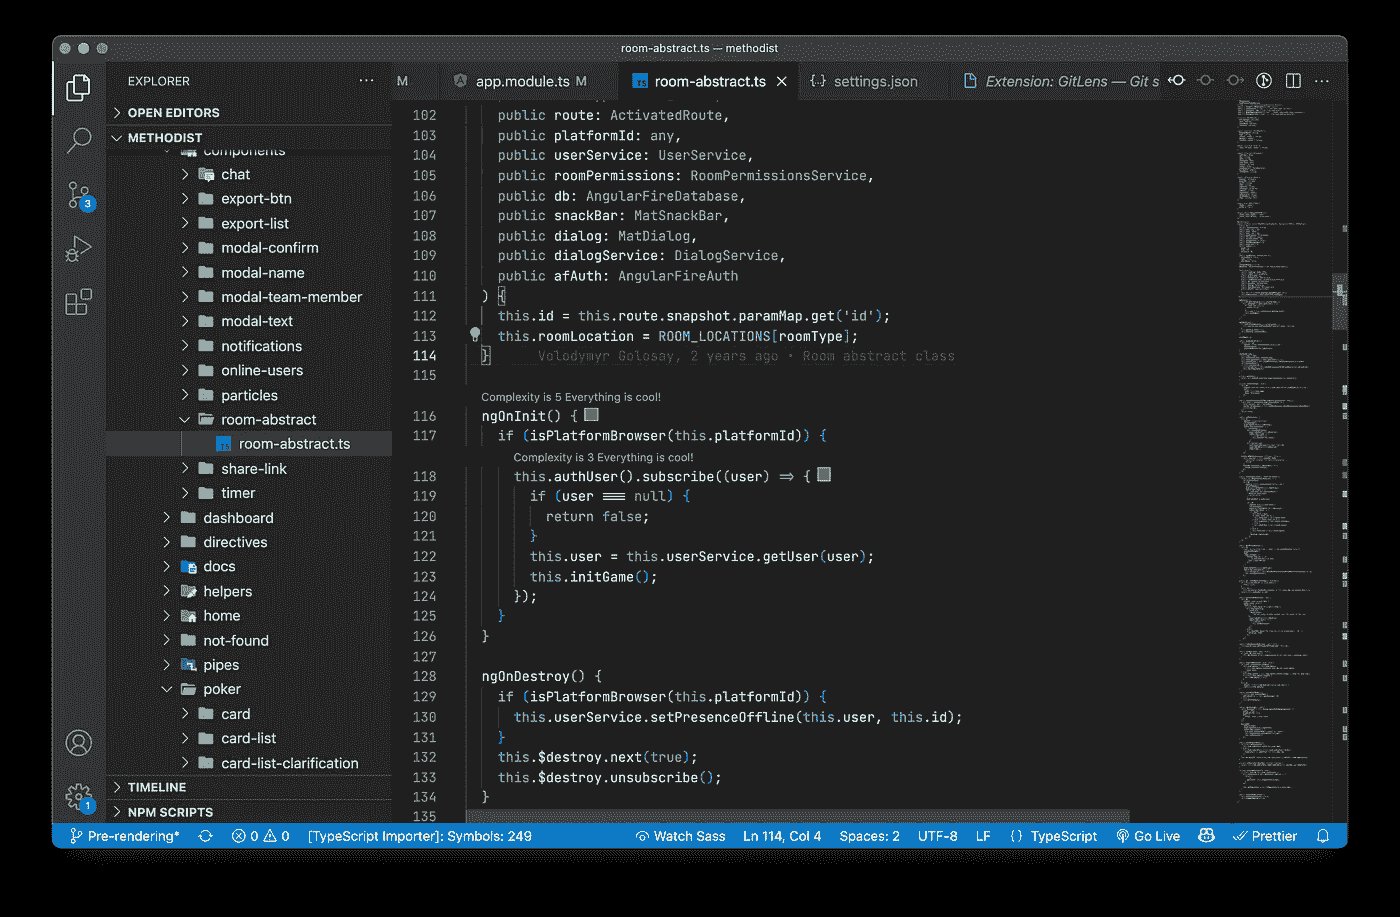 room-abstract.ts — methodist
EXPLORER
OPEN EDITORS
METHODIST
components
chat
export-btn
export-list
modal-confirm
modal-name
modal-team-member
modal-text
notifications
online-users
particles
room-abstract
TS room-abstract.ts
share-link
timer
dashboard
directives
docs
helpers
home
not-found
pipes
poker
card
card-list
card-list-clarification
TIMELINE
NPM SCRIPTS
3
1
M
app.module.ts M
TS room-abstract.ts
{..} settings.json
Extension: GitLens — Git s
102 public route: ActivatedRoute,
103 public platformId: any,
104 public userService: UserService,
105 public roomPermissions: RoomPermissionsService,
106 public db: AngularFireDatabase,
107 public snackBar: MatSnackBar,
108 public dialog: MatDialog,
109 public dialogService: DialogService,
110 public afAuth: AngularFireAuth
111 ) {
112 this.id = this.route.snapshot.paramMap.get('id');
113 this.roomLocation = ROOM_LOCATIONS[roomType];
114 } Volodymyr Golosay, 2 years ago • Room abstract class
115
Complexity is 5 Everything is cool!
116 ngOnInit() {
117 if (isPlatformBrowser(this.platformId)) {
Complexity is 3 Everything is cool!
118 this.authUser().subscribe((user) => {
119 if (user === null) {
120 return false;
121 }
122 this.user = this.userService.getUser(user);
123 this.initGame();
124 });
125 }
126 }
127
128 ngOnDestroy() {
129 if (isPlatformBrowser(this.platformId)) {
130 this.userService.setPresenceOffline(this.user, this.id);
131 }
132 this.$destroy.next(true);
133 this.$destroy.unsubscribe();
134 }
135
Pre-rendering* 0 0 [TypeScript Importer]: Symbols: 249 Watch Sass Ln 114, Col 4 Spaces: 2 UTF-8 LF {} TypeScript Go Live Prettier